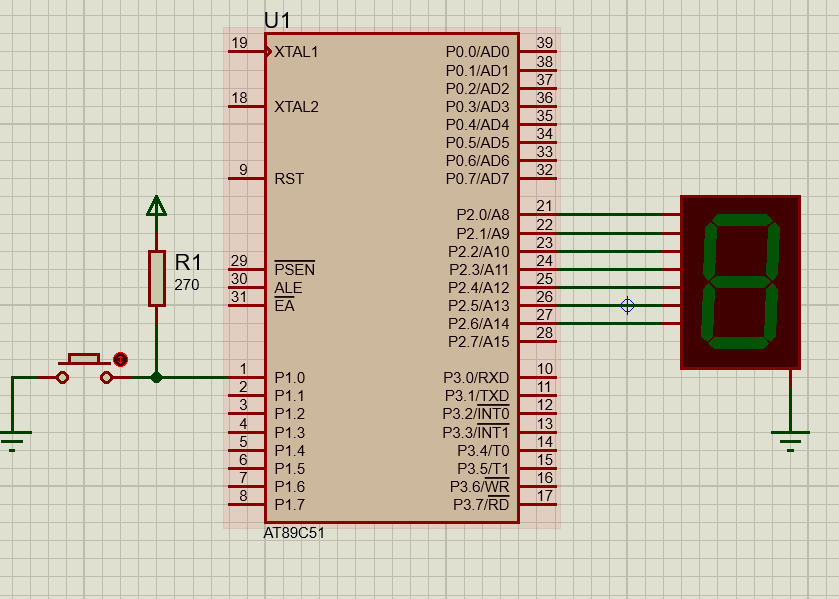 U1
19 XTAL1
18 XTAL2
9 RST
29 PSEN
30 ALE
31 EA
1 P1.0
2 P1.1
3 P1.2
4 P1.3
5 P1.4
6 P1.5
7 P1.6
8 P1.7
P0.0/AD0 39
P0.1/AD1 38
P0.2/AD2 37
P0.3/AD3 36
P0.4/AD4 35
P0.5/AD5 34
P0.6/AD6 33
P0.7/AD7 32
P2.0/A8 21
P2.1/A9 22
P2.2/A10 23
P2.3/A11 24
P2.4/A12 25
P2.5/A13 26
P2.6/A14 27
P2.7/A15 28
P3.0/RXD 10
P3.1/TXD 11
P3.2/INT0 12
P3.3/INT1 13
P3.4/T0 14
P3.5/T1 15
P3.6/WR 16
P3.7/RD 17
AT89C51
R1
270